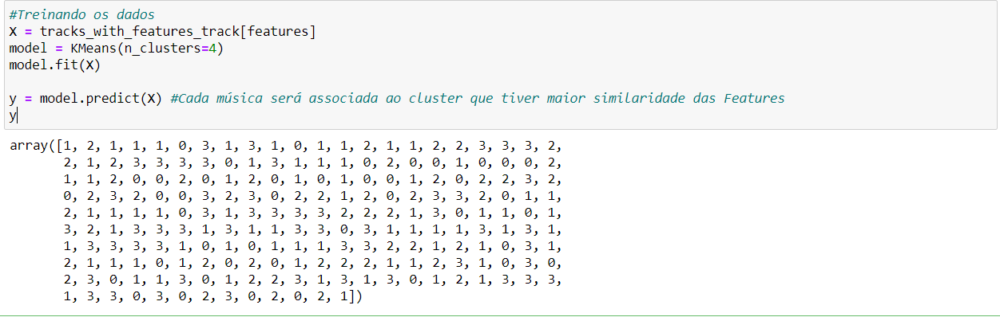 #Treinando os dados
X = tracks_with_features_track[features]
model = KMeans(n_clusters=4)
model.fit(X)
y = model.predict(X) #Cada música será associada ao cluster que tiver maior similaridade das Features
y
array([1, 2, 1, 1, 1, 0, 3, 1, 3, 1, 0, 1, 1, 2, 1, 1, 2, 2, 3, 3, 3, 2,
2, 1, 2, 3, 3, 3, 3, 0, 1, 3, 1, 1, 1, 0, 2, 0, 0, 1, 0, 0, 0, 2,
1, 1, 2, 0, 0, 2, 0, 1, 2, 0, 1, 0, 1, 0, 0, 1, 2, 0, 2, 2, 3, 2,
0, 2, 3, 2, 0, 0, 3, 2, 3, 0, 2, 2, 1, 2, 0, 2, 3, 3, 2, 0, 1, 1,
2, 1, 1, 1, 1, 0, 3, 1, 3, 3, 3, 3, 2, 2, 2, 1, 3, 0, 1, 1, 0, 1,
3, 2, 1, 3, 3, 3, 1, 3, 1, 1, 3, 3, 0, 3, 1, 1, 1, 1, 3, 1, 3, 1,
1, 3, 3, 3, 3, 1, 0, 1, 0, 1, 1, 1, 3, 3, 2, 2, 1, 2, 1, 0, 3, 1,
2, 1, 1, 1, 0, 1, 2, 0, 2, 0, 1, 2, 2, 2, 1, 1, 2, 3, 1, 0, 3, 0,
2, 3, 0, 1, 1, 3, 0, 1, 2, 2, 3, 1, 3, 1, 3, 0, 1, 2, 1, 3, 3, 3,
1, 3, 3, 0, 3, 0, 2, 3, 0, 2, 0, 2, 1])